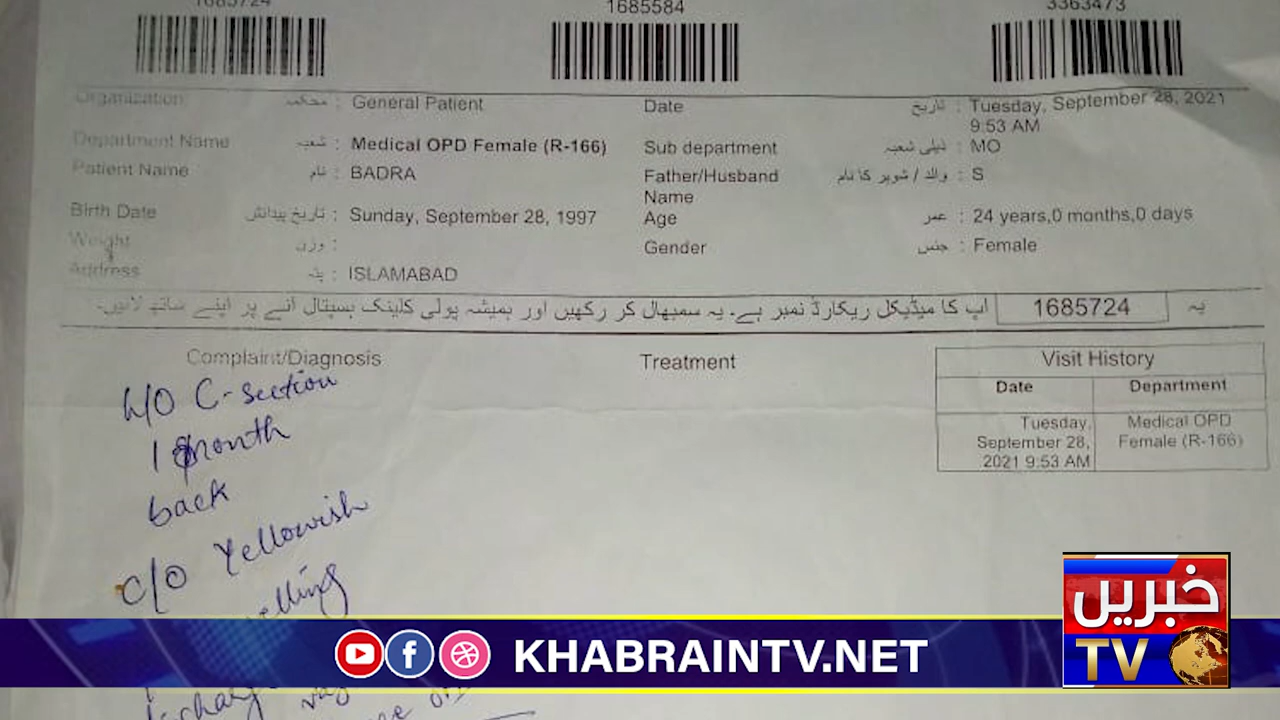 1685724 1685584 3363473
Organization محکمہ : General Patient Date تاریخ : Tuesday, September 28, 2021
9:53 AM
Department Name شعبہ : Medical OPD Female (R-166) Sub department ذیلی شعبہ : MO
Patient Name نام : BADRA Father/Husband Name والد / شوہر کا نام : S
Birth Date تاریخ پیدائش : Sunday, September 28, 1997 Age عمر : 24 years,0 months,0 days
Weight وزن : Gender جنس : Female
Address پتہ : ISLAMABAD
یہ 1685724 آپ کا میڈیکل ریکارڈ نمبر ہے۔ یہ سمبھال کر رکھیں اور ہمیشہ پولی کلینک ہسپتال آنے پر اپنے ساتھ لائیں۔
Complaint/Diagnosis Treatment Visit History
Date Department
Tuesday, September 28, 2021 9:53 AM Medical OPD Female (R-166)
h/O C-section
1 month
back
c/o Yellowish
خبریں
TV
KHABRAINTV.NET